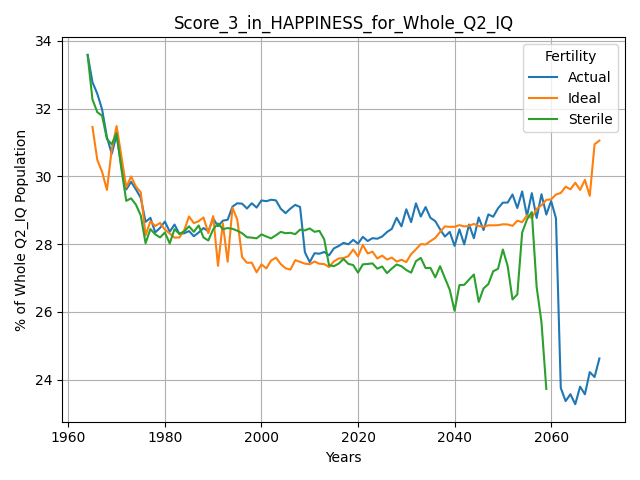 Score_3_in_HAPPINESS_for_Whole_Q2_IQ
34
32
30
28
26
24
% of Whole Q2_IQ Population
Fertility
Actual
Ideal
Sterile
1960
1980
2000
2020
2040
2060
Years